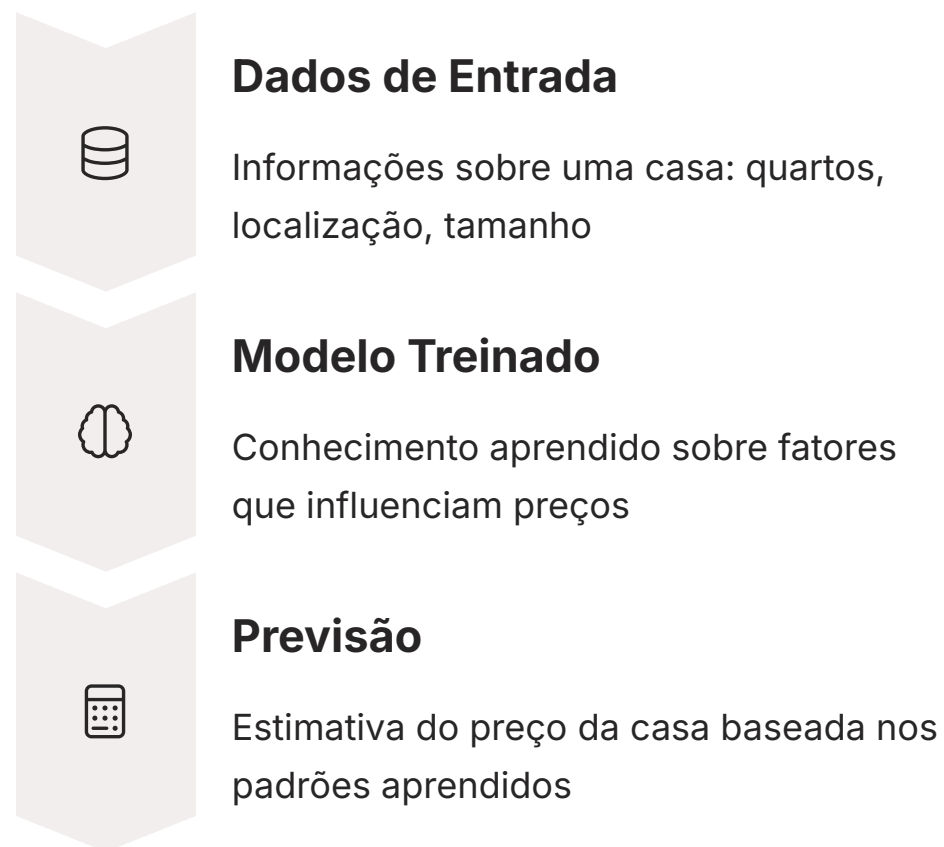 Dados de Entrada
Informações sobre uma casa: quartos,
localização, tamanho
Modelo Treinado
Conhecimento aprendido sobre fatores
que influenciam preços
Previsão
Estimativa do preço da casa baseada nos
padrões aprendidos